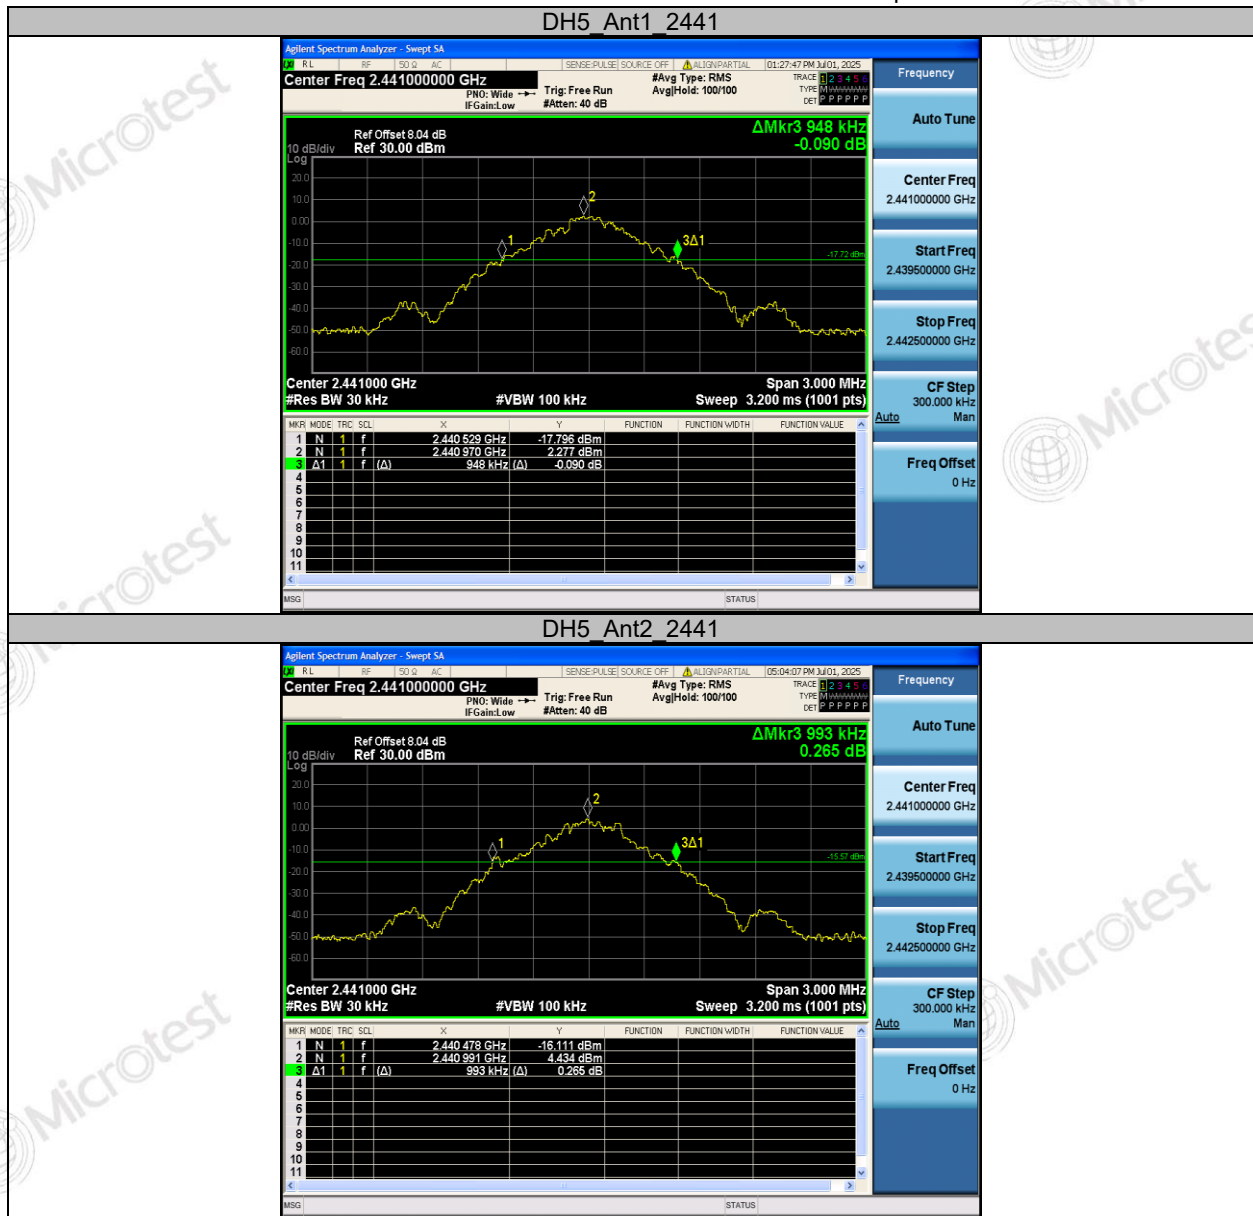 DH5_Ant1_2441
Agilent Spectrum Analyzer - Swept SA
RL RF 50 Ω AC SENSE:PULSE SOURCE OFF ALIGNPARTIAL 01:27:47 PM Jul 01, 2025
Center Freq 2.441000000 GHz #Avg Type: RMS TRACE 1 2 3 4 5 6
PNO: Wide Trig: Free Run Avg|Hold: 100/100 TYPE M
IFGain:Low #Atten: 40 dB DET P P P P P P
ΔMkr3 948 kHz
-0.090 dB
Ref Offset 8.04 dB
10 dB/div Ref 30.00 dBm
Log
20.0
10.0
2
0.00
-10.0
1
3Δ1
-17.72 dBm
-20.0
-30.0
-40.0
-50.0
-60.0
Center 2.441000 GHz Span 3.000 MHz
#Res BW 30 kHz #VBW 100 kHz Sweep 3.200 ms (1001 pts)
MKR MODE TRC SCL X Y FUNCTION FUNCTION WIDTH FUNCTION VALUE
1 N 1 f 2.440 529 GHz -17.796 dBm
2 N 1 f 2.440 970 GHz 2.277 dBm
3 Δ1 1 f (Δ) 948 kHz (Δ) -0.090 dB
4
5
6
7
8
9
10
11
MSG STATUS
Frequency
Auto Tune
Center Freq
2.441000000 GHz
Start Freq
2.439500000 GHz
Stop Freq
2.442500000 GHz
CF Step
300.000 kHz
Auto Man
Freq Offset
0 Hz
DH5_Ant2_2441
Agilent Spectrum Analyzer - Swept SA
RL RF 50 Ω AC SENSE:PULSE SOURCE OFF ALIGNPARTIAL 05:04:07 PM Jul 01, 2025
Center Freq 2.441000000 GHz #Avg Type: RMS TRACE 1 2 3 4 5 6
PNO: Wide Trig: Free Run Avg|Hold: 100/100 TYPE M
IFGain:Low #Atten: 40 dB DET P P P P P P
ΔMkr3 993 kHz
0.265 dB
Ref Offset 8.04 dB
10 dB/div Ref 30.00 dBm
Log
20.0
10.0
2
0.00
-10.0
1
3Δ1
-15.57 dBm
-20.0
-30.0
-40.0
-50.0
-60.0
Center 2.441000 GHz Span 3.000 MHz
#Res BW 30 kHz #VBW 100 kHz Sweep 3.200 ms (1001 pts)
MKR MODE TRC SCL X Y FUNCTION FUNCTION WIDTH FUNCTION VALUE
1 N 1 f 2.440 478 GHz -16.111 dBm
2 N 1 f 2.440 991 GHz 4.434 dBm
3 Δ1 1 f (Δ) 993 kHz (Δ) 0.265 dB
4
5
6
7
8
9
10
11
MSG STATUS
Frequency
Auto Tune
Center Freq
2.441000000 GHz
Start Freq
2.439500000 GHz
Stop Freq
2.442500000 GHz
CF Step
300.000 kHz
Auto Man
Freq Offset
0 Hz
Microtest
Microtest
Microtest
Microtest
Microtest